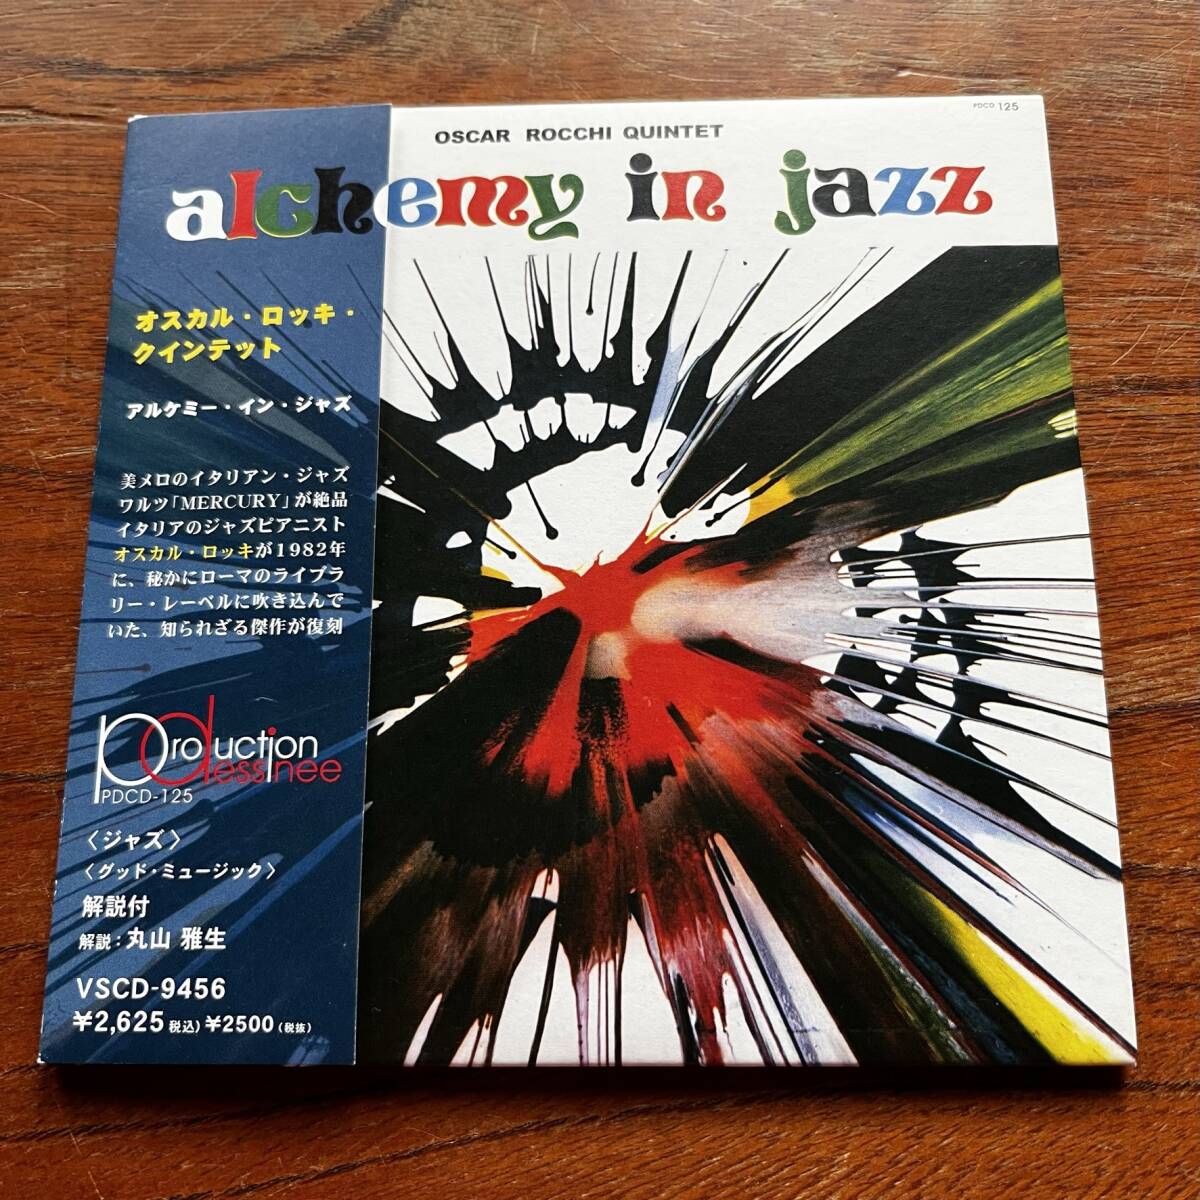 PDCD 125
OSCAR ROCCHI QUINTET
alchemy in jazz
オスカル・ロッキ・
クインテット
アルケミー・イン・ジャズ
美メロのイタリアン・ジャズ
ワルツ「MERCURY」が絶品
イタリアのジャズピアニスト
オスカル・ロッキが1982年
に、秘かにローマのライブラ
リー・レーベルに吹き込んで
いた、知られざる傑作が復刻
production
dessinee
PDCD-125
〈ジャズ〉
〈グッド・ミュージック〉
解説付
解説：丸山 雅生
VSCD-9456
¥2,625（税込）¥2500（税抜）